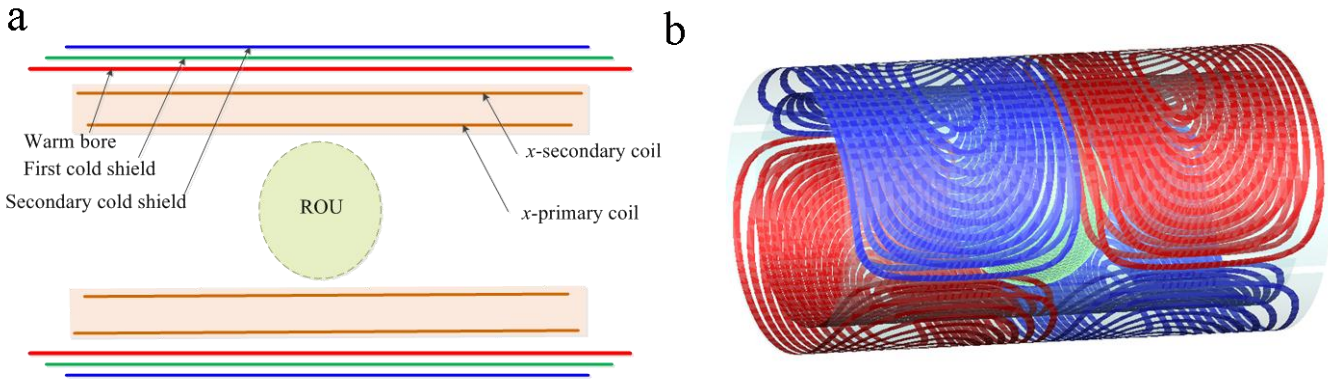 a
b
Warm bore
First cold shield
Secondary cold shield
ROU
x-secondary coil
x-primary coil